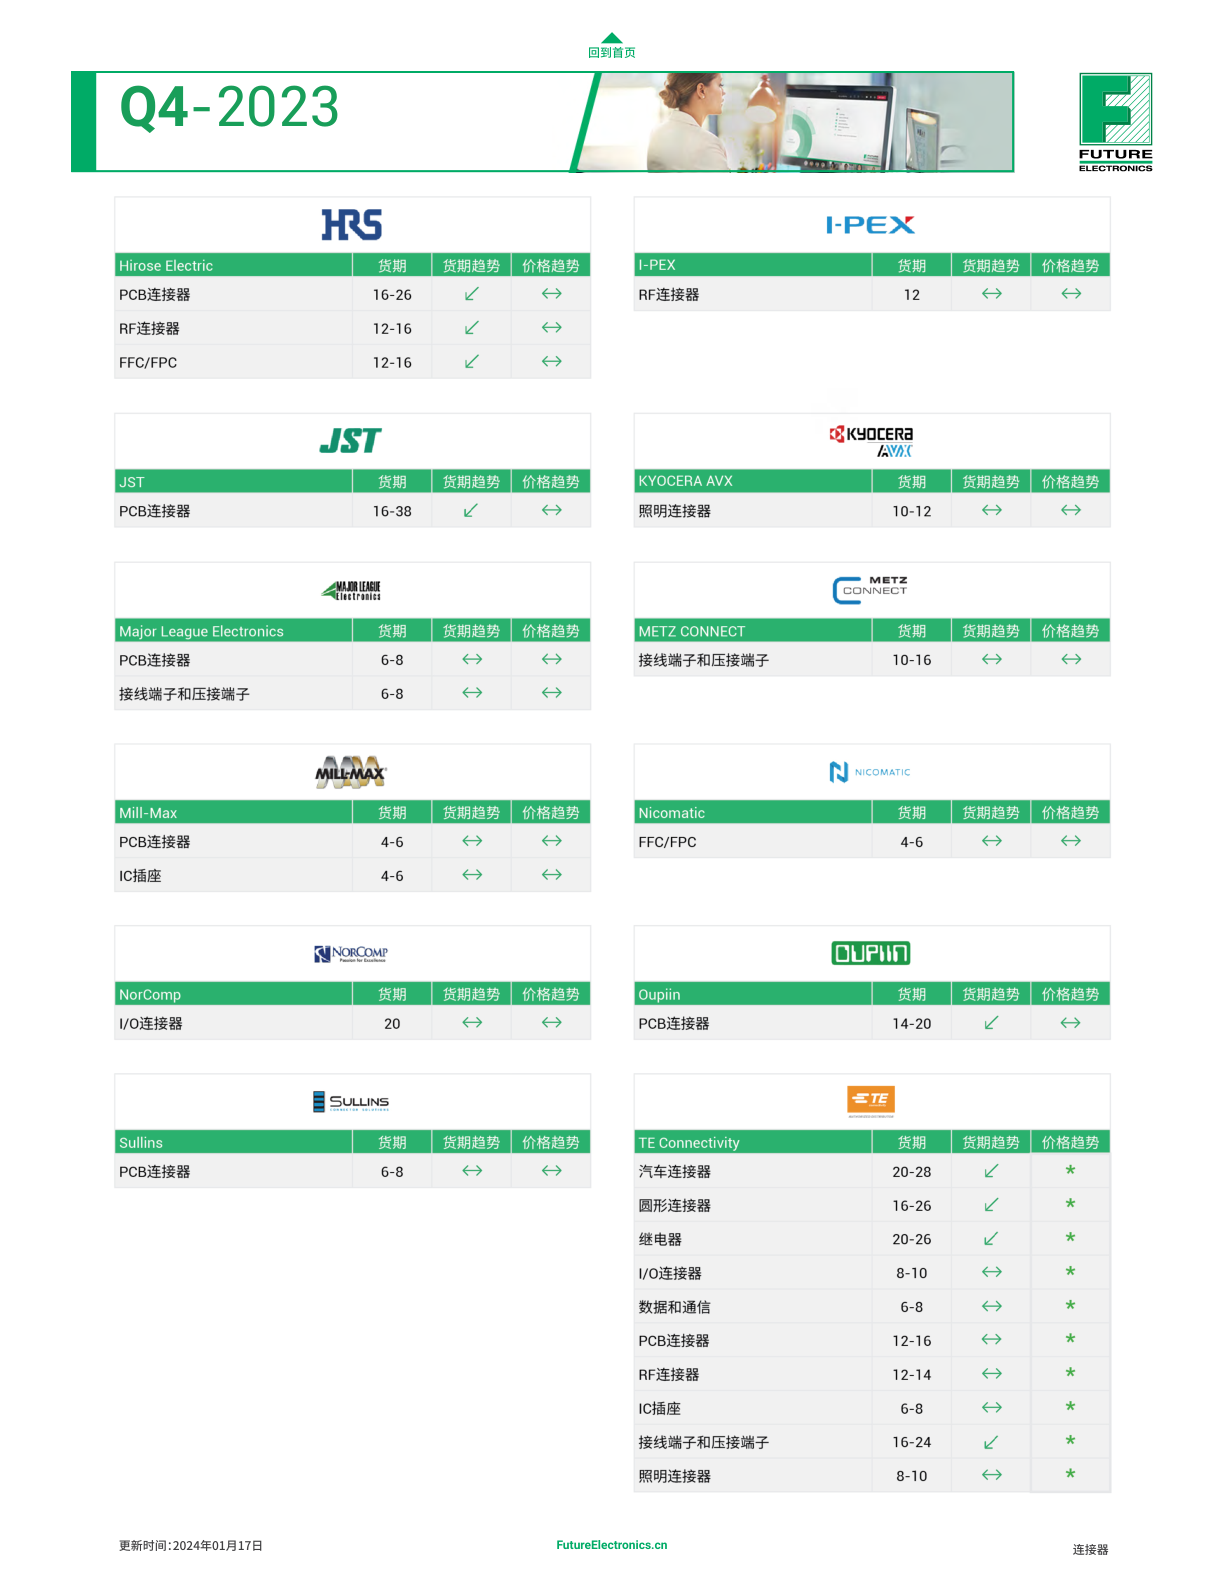 回到首页
Q4-2023
FUTURE
ELECTRONICS
HRS
Hirose Electric 货期 货期趋势 价格趋势
PCB连接器 16-26 ↙ ↔
RF连接器 12-16 ↙ ↔
FFC/FPC 12-16 ↙ ↔
I-PEX
I-PEX 货期 货期趋势 价格趋势
RF连接器 12 ↔ ↔
JST
JST 货期 货期趋势 价格趋势
PCB连接器 16-38 ↙ ↔
KYOCERA
AVX
KYOCERA AVX 货期 货期趋势 价格趋势
照明连接器 10-12 ↔ ↔
MAJOR LEAGUE
Electronics
Major League Electronics 货期 货期趋势 价格趋势
PCB连接器 6-8 ↔ ↔
接线端子和压接端子 6-8 ↔ ↔
METZ
CONNECT
METZ CONNECT 货期 货期趋势 价格趋势
接线端子和压接端子 10-16 ↔ ↔
MILL-MAX
Mill-Max 货期 货期趋势 价格趋势
PCB连接器 4-6 ↔ ↔
IC插座 4-6 ↔ ↔
NICOMATIC
Nicomatic 货期 货期趋势 价格趋势
FFC/FPC 4-6 ↔ ↔
NORCOMP
Passion for Excellence
NorComp 货期 货期趋势 价格趋势
I/O连接器 20 ↔ ↔
OUPIIN
Oupiin 货期 货期趋势 价格趋势
PCB连接器 14-20 ↙ ↔
SULLINS
CONNECTOR SOLUTIONS
Sullins 货期 货期趋势 价格趋势
PCB连接器 6-8 ↔ ↔
TE
TE Connectivity 货期 货期趋势 价格趋势
汽车连接器 20-28 ↙ *
圆形连接器 16-26 ↙ *
继电器 20-26 ↙ *
I/O连接器 8-10 ↔ *
数据和通信 6-8 ↔ *
PCB连接器 12-16 ↔ *
RF连接器 12-14 ↔ *
IC插座 6-8 ↔ *
接线端子和压接端子 16-24 ↙ *
照明连接器 8-10 ↔ *
更新时间:2024年01月17日
FutureElectronics.cn
连接器